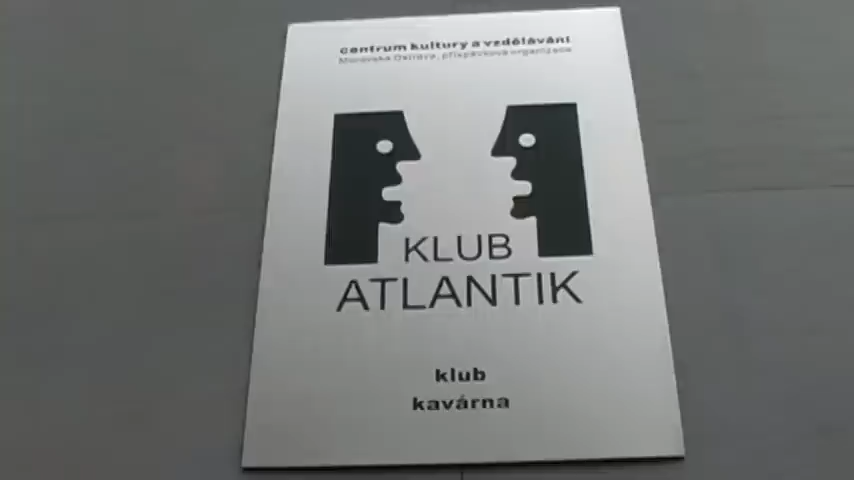 centrum kultury a vzdělávání
Moravská Ostrava, příspěvková organizace
KLUB
ATLANTIK
klub
kavárna